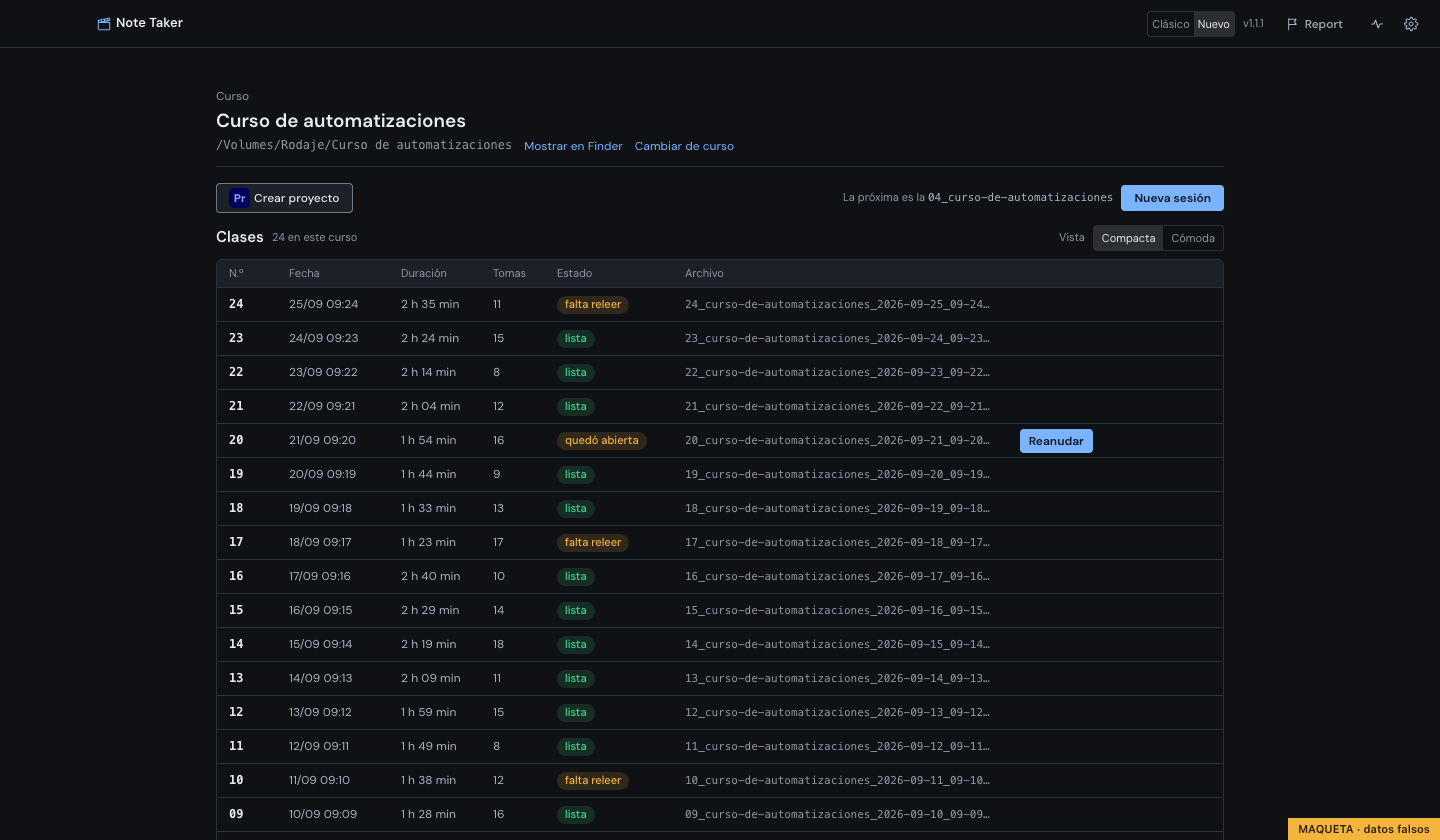 Note Taker
Clásico Nuevo v1.1.1 Report
Curso
Curso de automatizaciones
/Volumes/Rodaje/Curso de automatizaciones Mostrar en Finder Cambiar de curso
Pr Crear proyecto La próxima es la 04_curso-de-automatizaciones Nueva sesión
Clases 24 en este curso Vista Compacta Cómoda
N.º Fecha Duración Tomas Estado Archivo
24 25/09 09:24 2 h 35 min 11 falta releer 24_curso-de-automatizaciones_2026-09-25_09-24…
23 24/09 09:23 2 h 24 min 15 lista 23_curso-de-automatizaciones_2026-09-24_09-23…
22 23/09 09:22 2 h 14 min 8 lista 22_curso-de-automatizaciones_2026-09-23_09-22…
21 22/09 09:21 2 h 04 min 12 lista 21_curso-de-automatizaciones_2026-09-22_09-21…
20 21/09 09:20 1 h 54 min 16 quedó abierta 20_curso-de-automatizaciones_2026-09-21_09-20… Reanudar
19 20/09 09:19 1 h 44 min 9 lista 19_curso-de-automatizaciones_2026-09-20_09-19…
18 19/09 09:18 1 h 33 min 13 lista 18_curso-de-automatizaciones_2026-09-19_09-18…
17 18/09 09:17 1 h 23 min 17 falta releer 17_curso-de-automatizaciones_2026-09-18_09-17…
16 17/09 09:16 2 h 40 min 10 lista 16_curso-de-automatizaciones_2026-09-17_09-16…
15 16/09 09:15 2 h 29 min 14 lista 15_curso-de-automatizaciones_2026-09-16_09-15…
14 15/09 09:14 2 h 19 min 18 lista 14_curso-de-automatizaciones_2026-09-15_09-14…
13 14/09 09:13 2 h 09 min 11 lista 13_curso-de-automatizaciones_2026-09-14_09-13…
12 13/09 09:12 1 h 59 min 15 lista 12_curso-de-automatizaciones_2026-09-13_09-12…
11 12/09 09:11 1 h 49 min 8 lista 11_curso-de-automatizaciones_2026-09-12_09-11…
10 11/09 09:10 1 h 38 min 12 falta releer 10_curso-de-automatizaciones_2026-09-11_09-10…
09 10/09 09:09 1 h 28 min 16 lista 09_curso-de-automatizaciones_2026-09-10_09-09…
MAQUETA · datos falsos